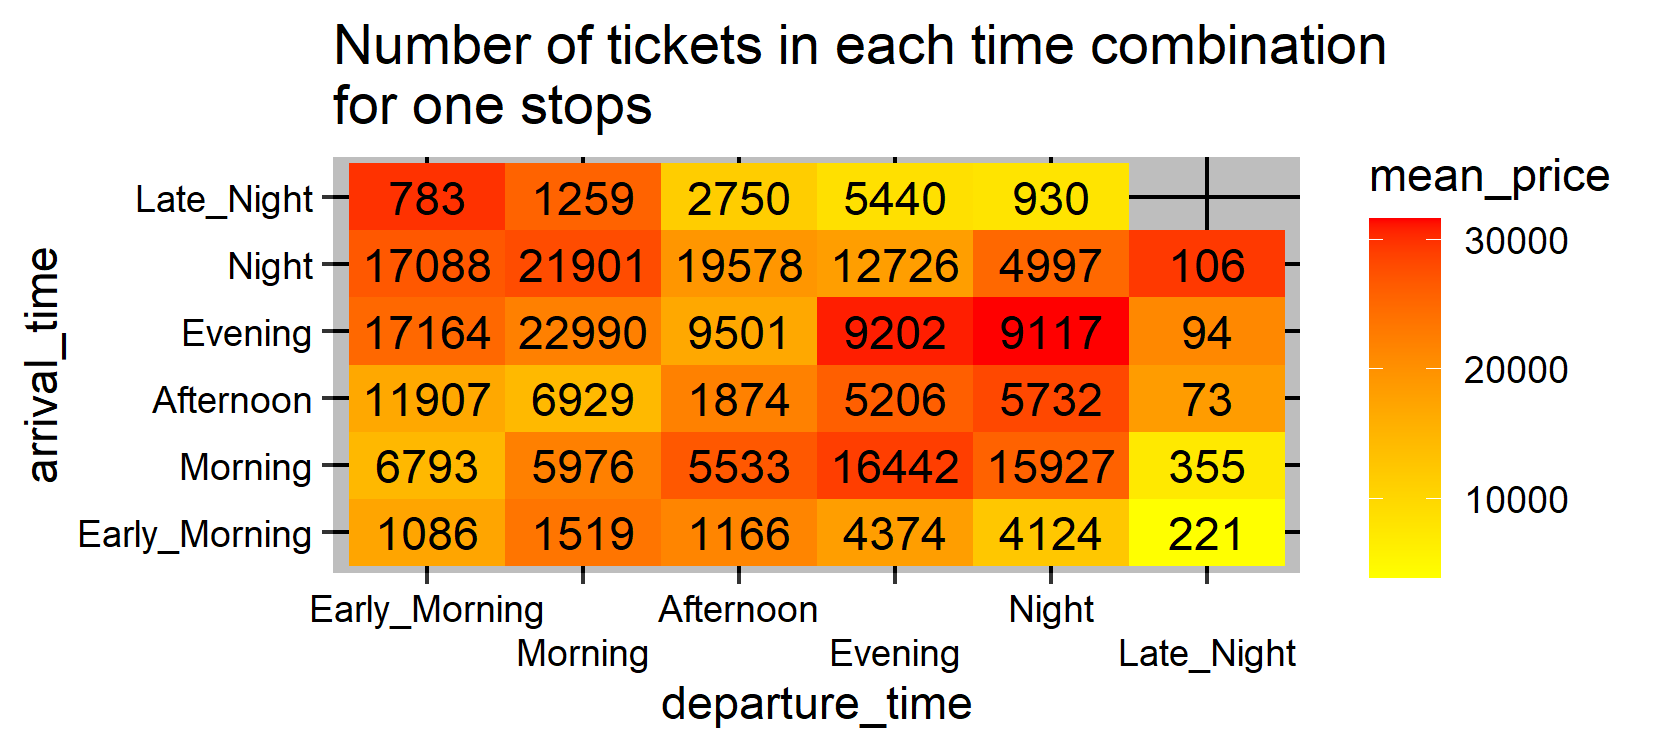 Number of tickets in each time combination
for one stops
arrival_time
Late_Night 783 1259 2750 5440 930
Night 17088 21901 19578 12726 4997 106
Evening 17164 22990 9501 9202 9117 94
Afternoon 11907 6929 1874 5206 5732 73
Morning 6793 5976 5533 16442 15927 355
Early_Morning 1086 1519 1166 4374 4124 221
Early_Morning Afternoon Night
Morning Evening Late_Night
departure_time
mean_price
30000
20000
10000